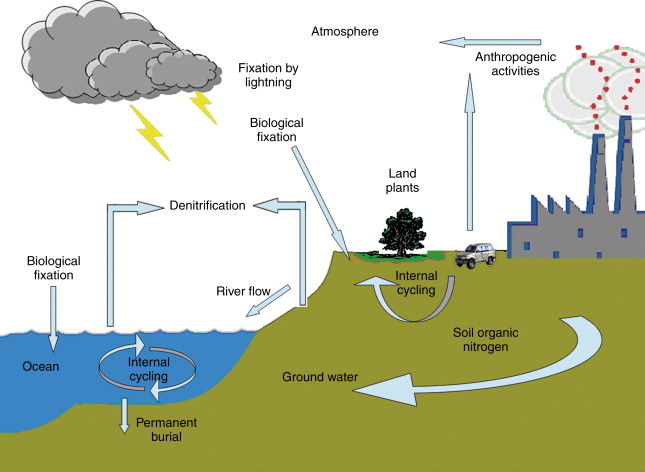 Atmosphere
Anthropogenic
activities
Fixation by
lightning
Biological
fixation
Land
plants
Denitrification
Biological
fixation
River flow
Internal
cycling
Soil organic
nitrogen
Ocean
Internal
cycling
Ground water
Permanent
burial